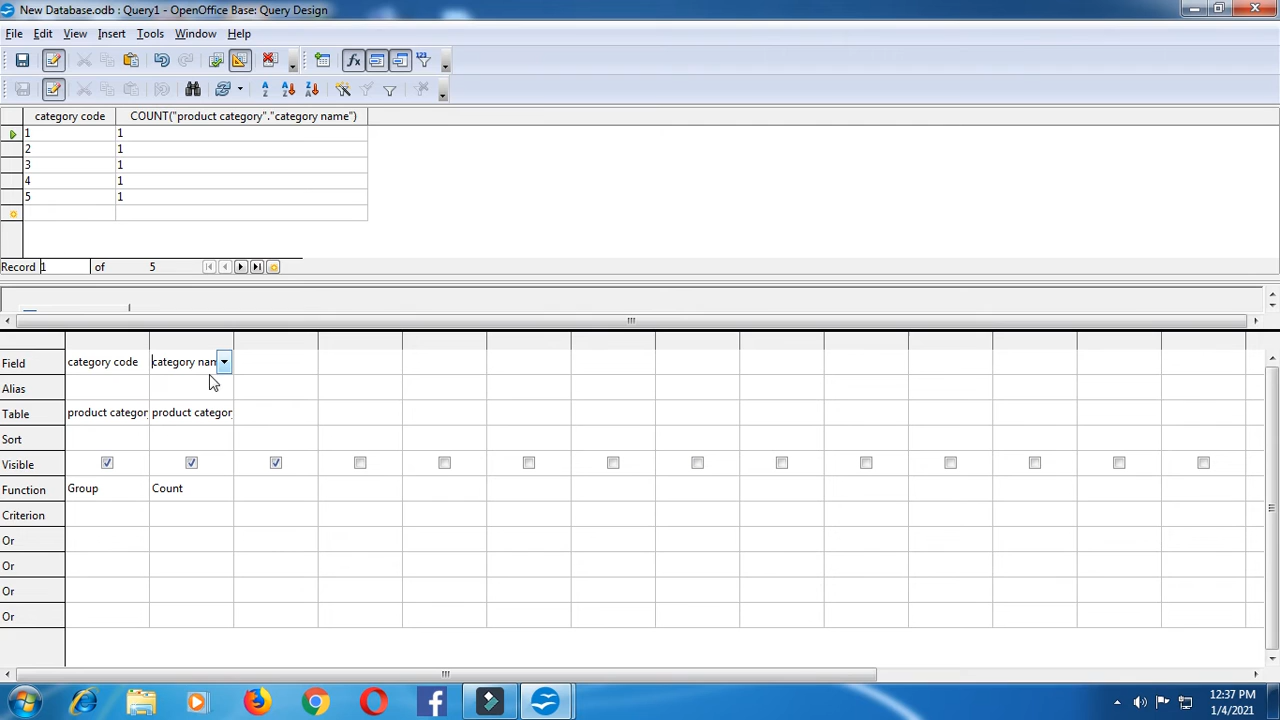 New Database.odb : Query1 - OpenOffice Base: Query Design
File Edit View Insert Tools Window Help
category code COUNT("product category"."category name")
1 1
2 1
3 1
4 1
5 1
Record 1 of 5
Field category code category nam
Alias
Table product categor product categor
Sort
Visible
Function Group Count
Criterion
Or
Or
Or
Or
12:37 PM
1/4/2021